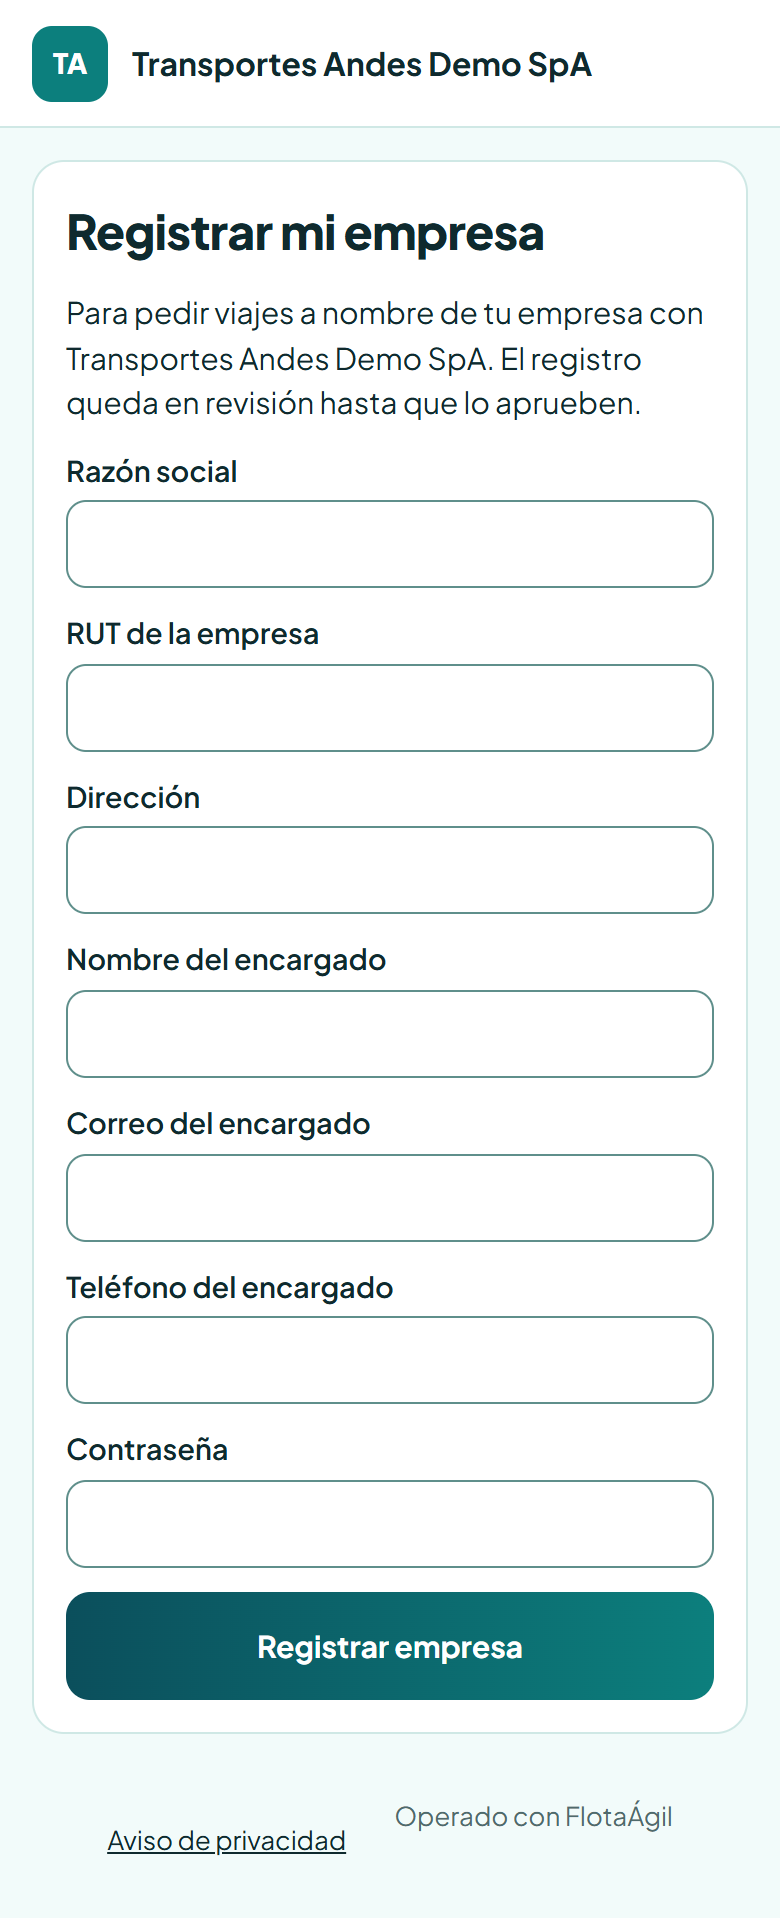 TA
Transportes Andes Demo SpA
Registrar mi empresa
Para pedir viajes a nombre de tu empresa con
Transportes Andes Demo SpA. El registro
queda en revisión hasta que lo aprueben.
Razón social
RUT de la empresa
Dirección
Nombre del encargado
Correo del encargado
Teléfono del encargado
Contraseña
Registrar empresa
Aviso de privacidad
Operado con FlotaÁgil